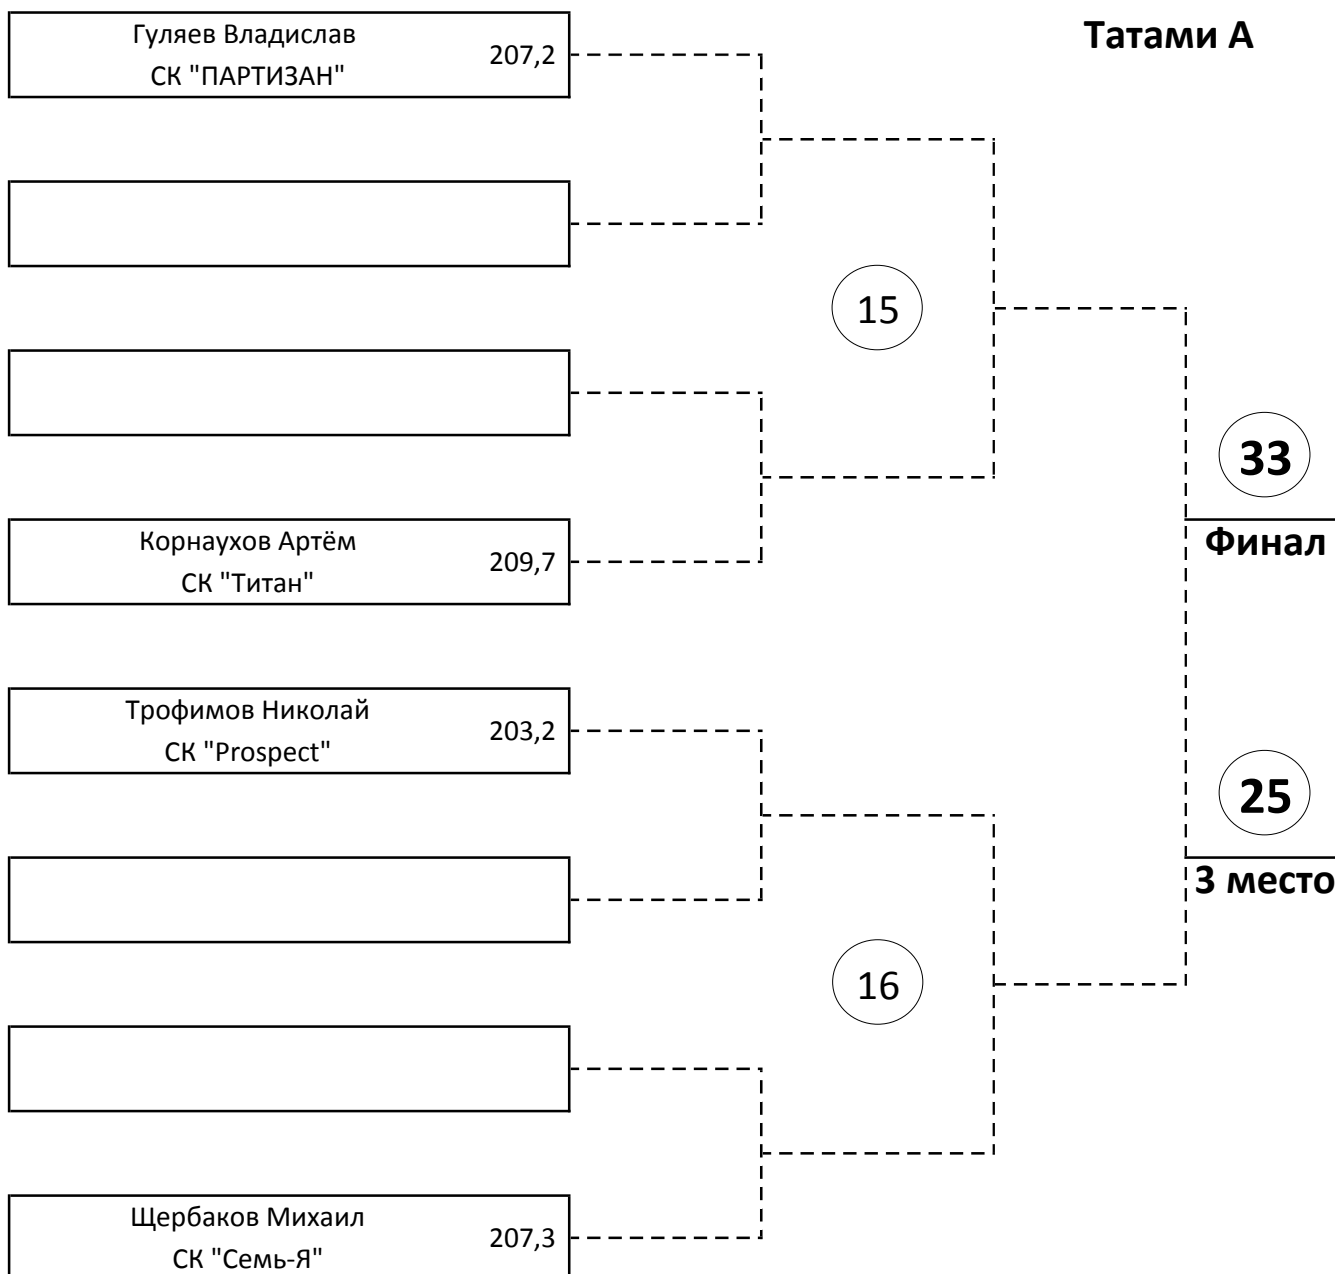 Татами А
Гуляев Владислав
СК "ПАРТИЗАН"
207,2
15
33
Финал
Корнаухов Артём
СК "Титан"
209,7
Трофимов Николай
СК "Prospect"
203,2
25
3 место
16
Щербаков Михаил
СК "Семь-Я"
207,3